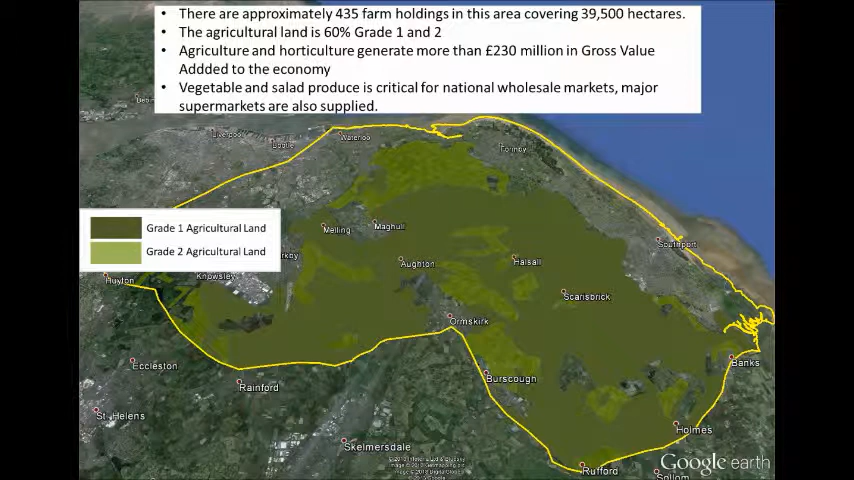 • There are approximately 435 farm holdings in this area covering 39,500 hectares.
• The agricultural land is 60% Grade 1 and 2
• Agriculture and horticulture generate more than £230 million in Gross Value
Addded to the economy
• Vegetable and salad produce is critical for national wholesale markets, major
supermarkets are also supplied.
Liverpool
Bootle
Waterloo
Formby
Grade 1 Agricultural Land
Grade 2 Agricultural Land
Melling
Maghull
Southport
rkby
Aughton
Halsall
Huyton
Knowsley
Scarisbrick
Ormskirk
Eccleston
Banks
Rainford
Burscough
St. Helens
Holmes
Skelmersdale
Rufford
Google earth